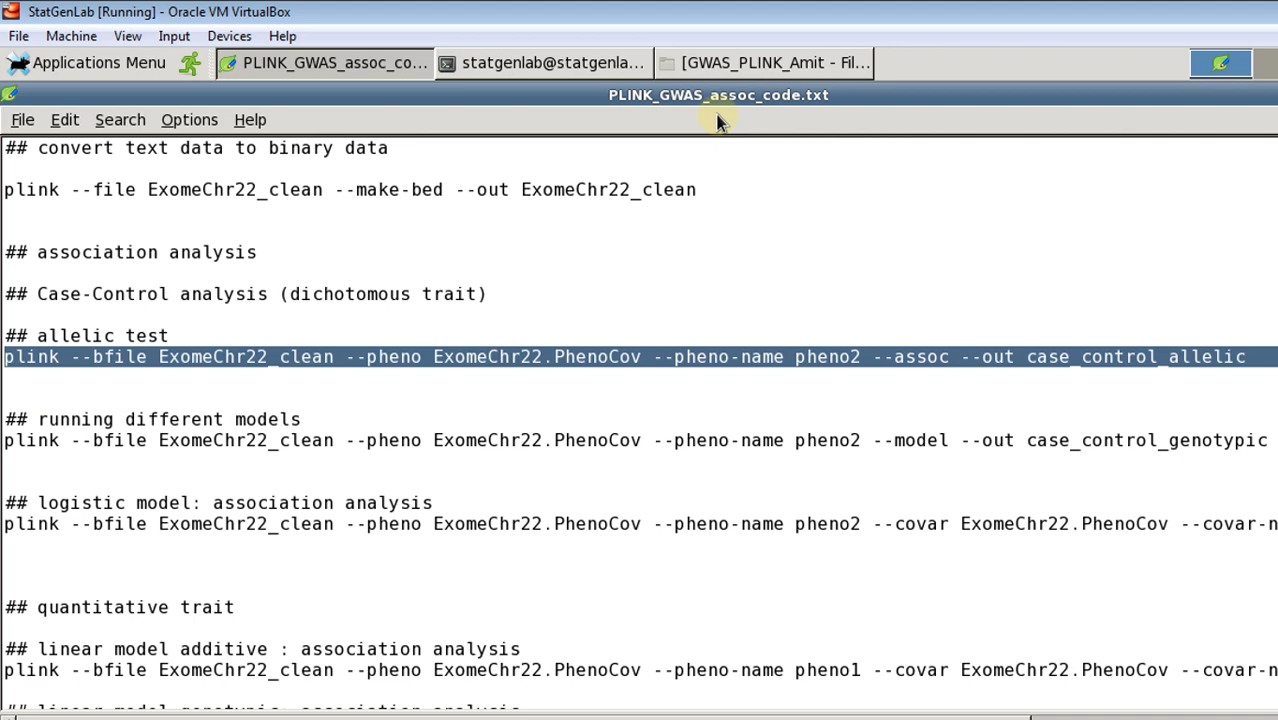 StatGenLab [Running] - Oracle VM VirtualBox
File Machine View Input Devices Help
Applications Menu PLINK_GWAS_assoc_co... statgenlab@statgenla... [GWAS_PLINK_Amit - Fil...
PLINK_GWAS_assoc_code.txt
File Edit Search Options Help
## convert text data to binary data
plink --file ExomeChr22_clean --make-bed --out ExomeChr22_clean
## association analysis
## Case-Control analysis (dichotomous trait)
## allelic test
plink --bfile ExomeChr22_clean --pheno ExomeChr22.PhenoCov --pheno-name pheno2 --assoc --out case_control_allelic
## running different models
plink --bfile ExomeChr22_clean --pheno ExomeChr22.PhenoCov --pheno-name pheno2 --model --out case_control_genotypic
## logistic model: association analysis
plink --bfile ExomeChr22_clean --pheno ExomeChr22.PhenoCov --pheno-name pheno2 --covar ExomeChr22.PhenoCov --covar-n
## quantitative trait
## linear model additive : association analysis
plink --bfile ExomeChr22_clean --pheno ExomeChr22.PhenoCov --pheno-name pheno1 --covar ExomeChr22.PhenoCov --covar-n
## linear model genotypic: association analysis